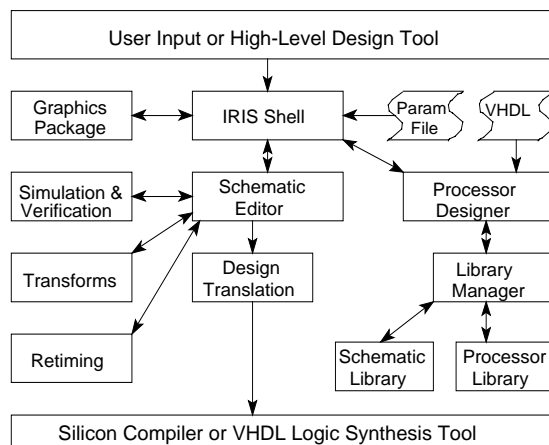 User Input or High-Level Design Tool
Graphics
Package
IRIS Shell
Param
File
VHDL
Simulation &
Verification
Schematic
Editor
Processor
Designer
Transforms
Design
Translation
Library
Manager
Retiming
Schematic
Library
Processor
Library
Silicon Compiler or VHDL Logic Synthesis Tool